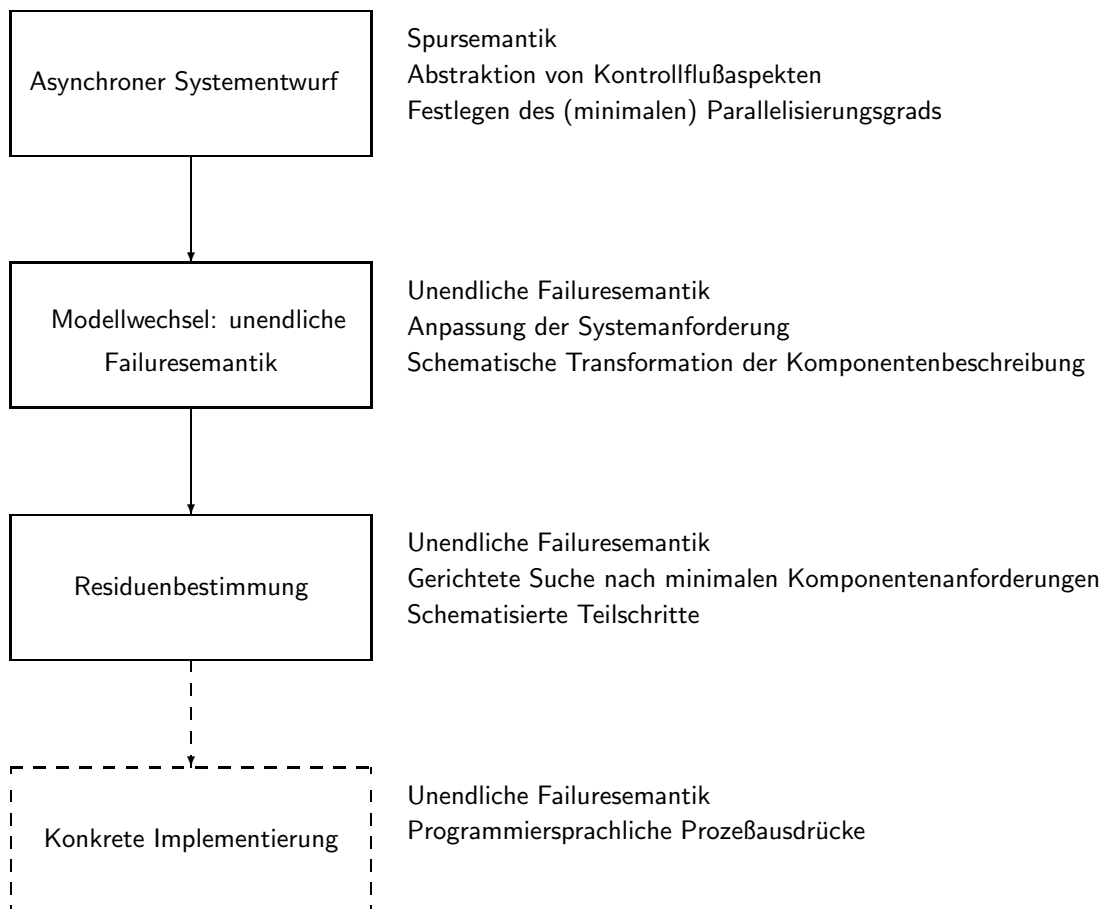 Asynchroner Systementwurf
Spursemantik
Abstraktion von Kontrollflußaspekten
Festlegen des (minimalen) Parallelisierungsgrads
Modellwechsel: unendliche
Failuresemantik
Unendliche Failuresemantik
Anpassung der Systemanforderung
Schematische Transformation der Komponentenbeschreibung
Residuenbestimmung
Unendliche Failuresemantik
Gerichtete Suche nach minimalen Komponentenanforderungen
Schematisierte Teilschritte
Konkrete Implementierung
Unendliche Failuresemantik
Programmiersprachliche Prozeßausdrücke